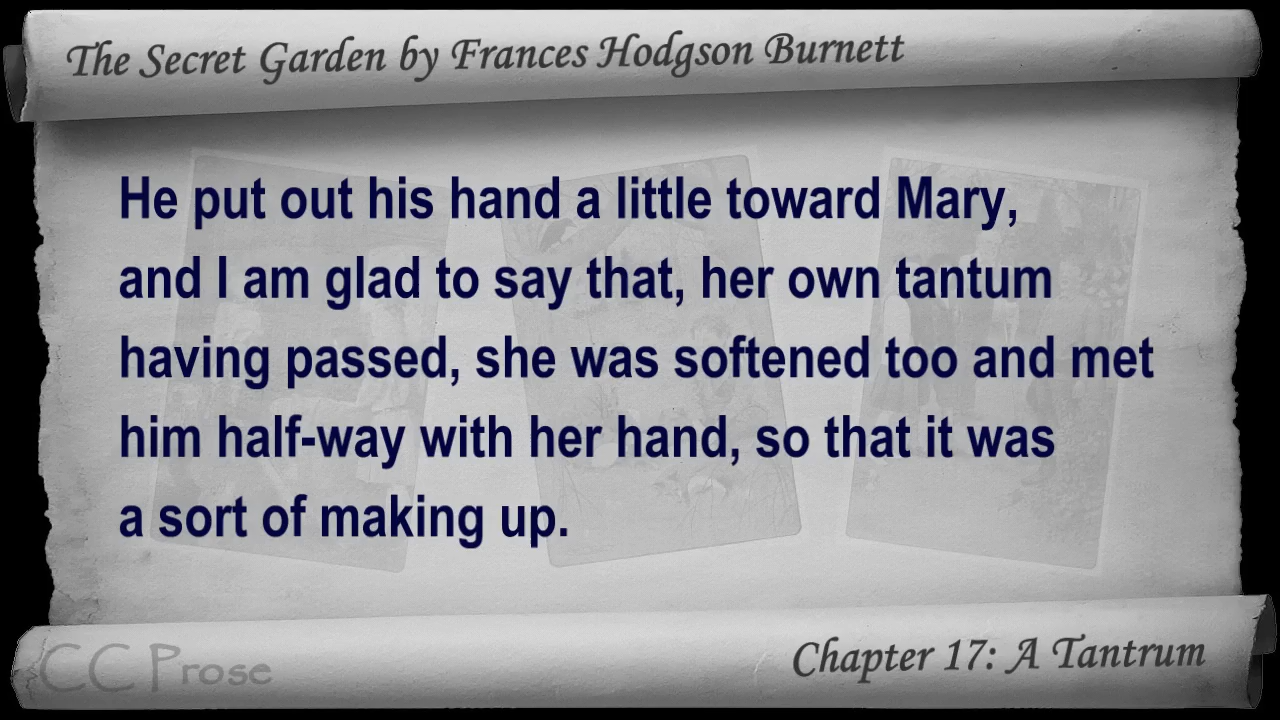 The Secret Garden by Frances Hodgson Burnett
He put out his hand a little toward Mary,
and I am glad to say that, her own tantum
having passed, she was softened too and met
him half-way with her hand, so that it was
a sort of making up.
CC Prose
Chapter 17: A Tantrum